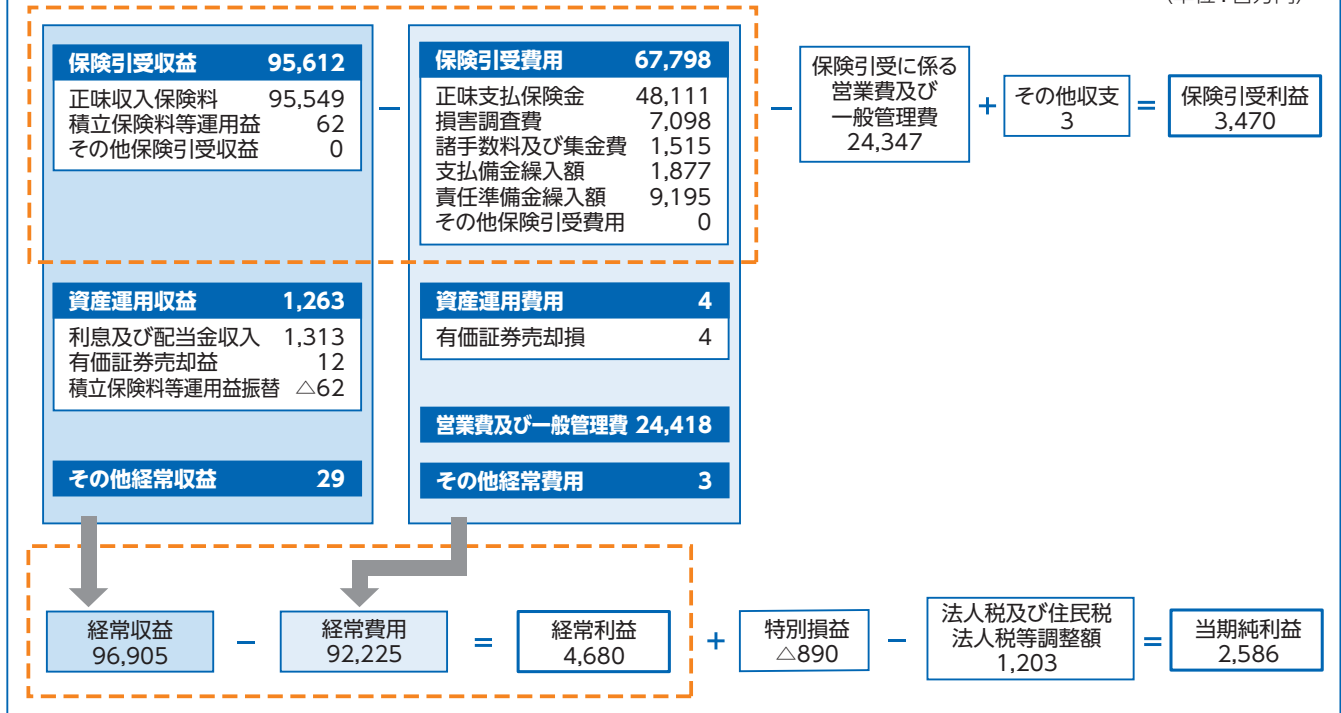 (単位:百万円)
保険引受収益 95,612
正味収入保険料 95,549
積立保険料等運用益 62
その他保険引受収益 0
−
保険引受費用 67,798
正味支払保険金 48,111
損害調査費 7,098
諸手数料及び集金費 1,515
支払備金繰入額 1,877
責任準備金繰入額 9,195
その他保険引受費用 0
−
保険引受に係る
営業費及び
一般管理費
24,347
+
その他収支
3
=
保険引受利益
3,470
資産運用収益 1,263
利息及び配当金収入 1,313
有価証券売却益 12
積立保険料等運用益振替 △62
その他経常収益 29
資産運用費用 4
有価証券売却損 4
営業費及び一般管理費 24,418
その他経常費用 3
経常収益
96,905
−
経常費用
92,225
=
経常利益
4,680
+
特別損益
△890
−
法人税及び住民税
法人税等調整額
1,203
=
当期純利益
2,586